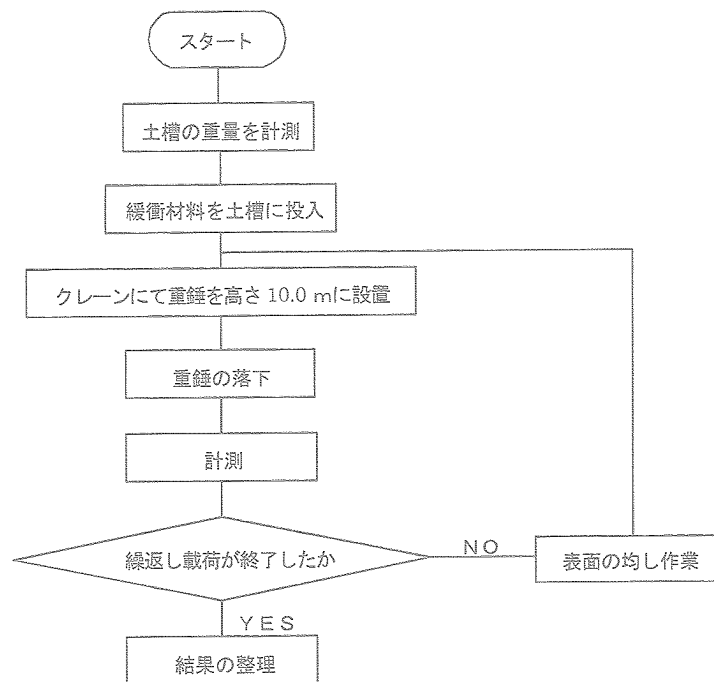 スタート
土槽の重量を計測
緩衝材料を土槽に投入
クレーンにて重錘を高さ 10.0 mに設置
重錘の落下
計測
繰返し載荷が終了したか
NO
表面の均し作業
YES
結果の整理